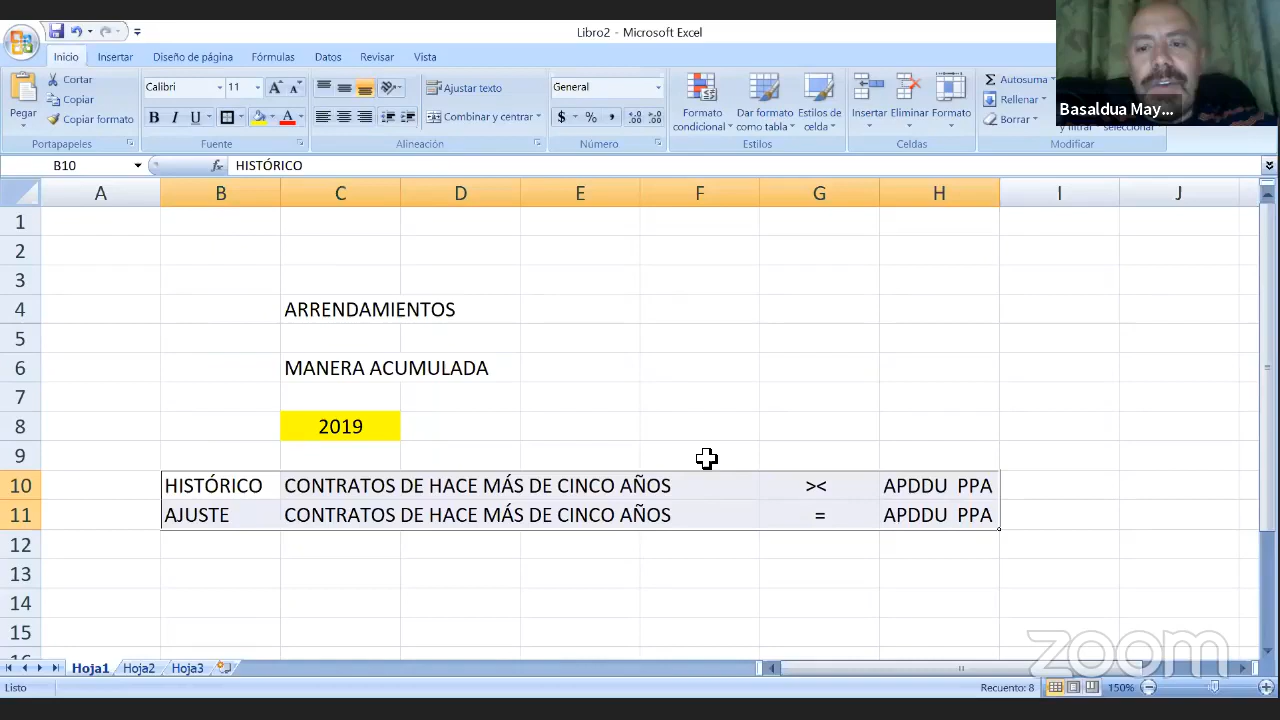 Libro2 - Microsoft Excel
Inicio Insertar Diseño de página Fórmulas Datos Revisar Vista
Pegar
Cortar
Copiar
Copiar formato
Portapapeles
Calibri 11
N K S
Fuente
Ajustar texto
Combinar y centrar
Alineación
General
$ % 000
Número
Formato condicional
Dar formato como tabla
Estilos de celda
Estilos
Insertar Eliminar Formato
Celdas
Autosuma
Rellenar
Borrar
y filtrar seleccionar
Modificar
Basaldua May...
B10 fx HISTÓRICO
A B C D E F G H I J
1
2
3
4 ARRENDAMIENTOS
5
6 MANERA ACUMULADA
7
8 2019
9
10 HISTÓRICO CONTRATOS DE HACE MÁS DE CINCO AÑOS >< APDDU PPA
11 AJUSTE CONTRATOS DE HACE MÁS DE CINCO AÑOS = APDDU PPA
12
13
14
15
zoom
Hoja1 Hoja2 Hoja3
Listo Recuento: 8 150%